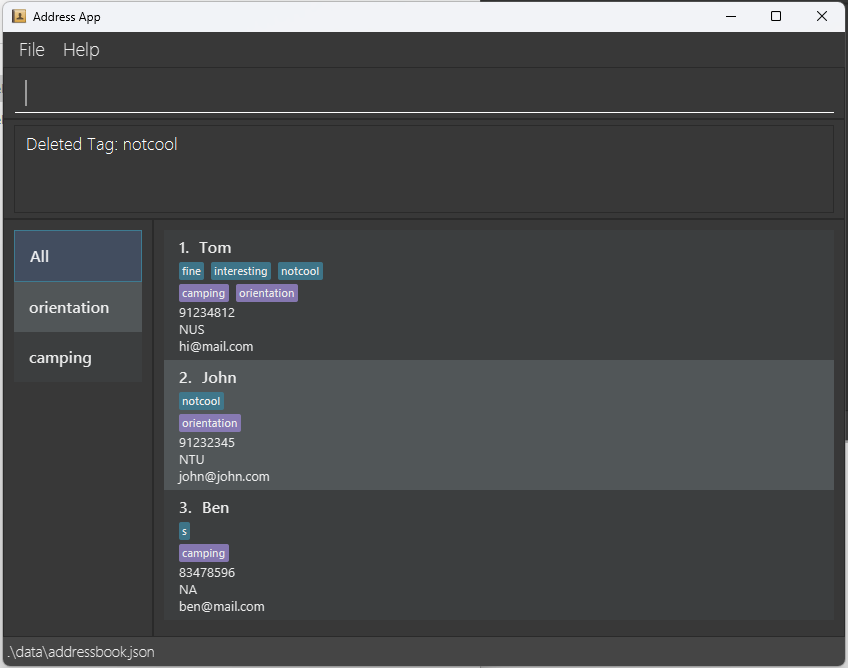 Address App
File Help
Deleted Tag: notcool
All
orientation
camping
1. Tom
fine interesting notcool
camping orientation
91234812
NUS
hi@mail.com
2. John
notcool
orientation
91232345
NTU
john@john.com
3. Ben
s
camping
83478596
NA
ben@mail.com
.\data\addressbook.json